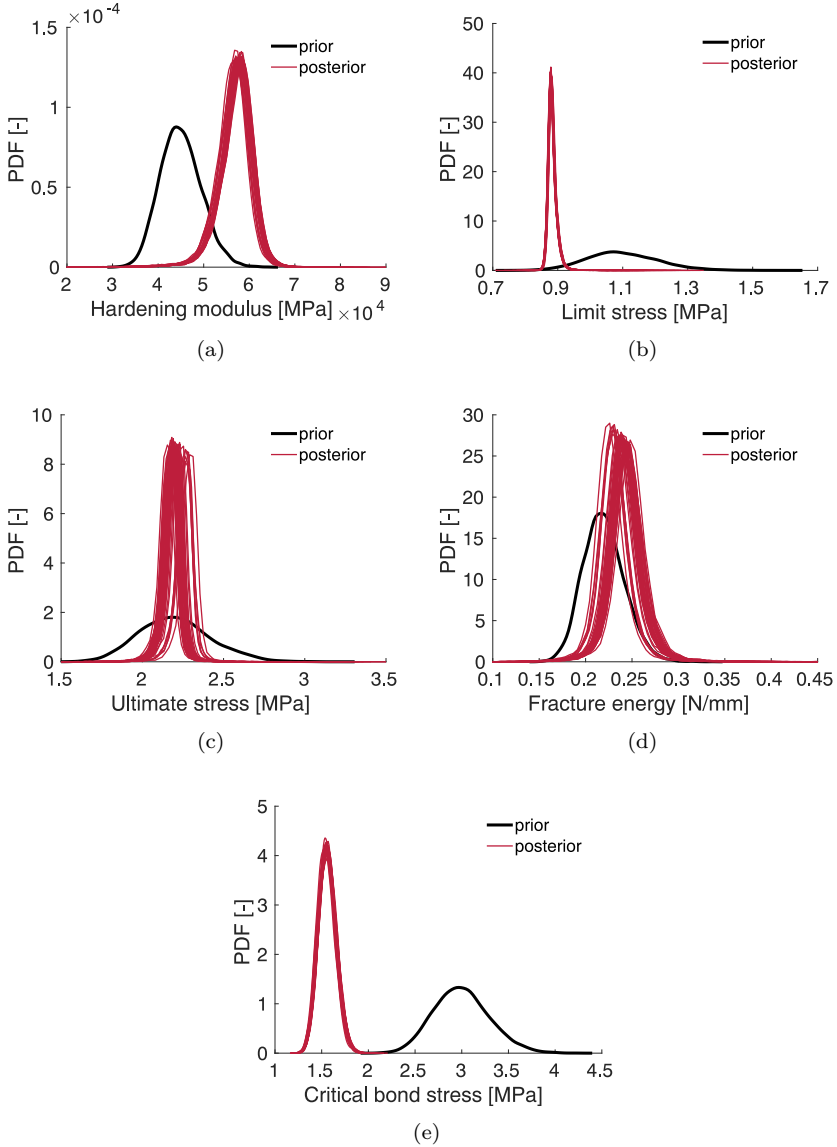 ×10⁻⁴
1.5
1
0.5
0
PDF [-]
prior
posterior
2 3 4 5 6 7 8 9
Hardening modulus [MPa] ×10⁴
(a)
50
40
30
20
10
0
PDF [-]
prior
posterior
0.7 0.9 1.1 1.3 1.5 1.7
Limit stress [MPa]
(b)
10
8
6
4
2
0
PDF [-]
prior
posterior
1.5 2 2.5 3 3.5
Ultimate stress [MPa]
(c)
30
25
20
15
10
5
0
PDF [-]
prior
posterior
0.1 0.15 0.2 0.25 0.3 0.35 0.4 0.45
Fracture energy [N/mm]
(d)
5
4
3
2
1
0
PDF [-]
prior
posterior
1 1.5 2 2.5 3 3.5 4 4.5
Critical bond stress [MPa]
(e)